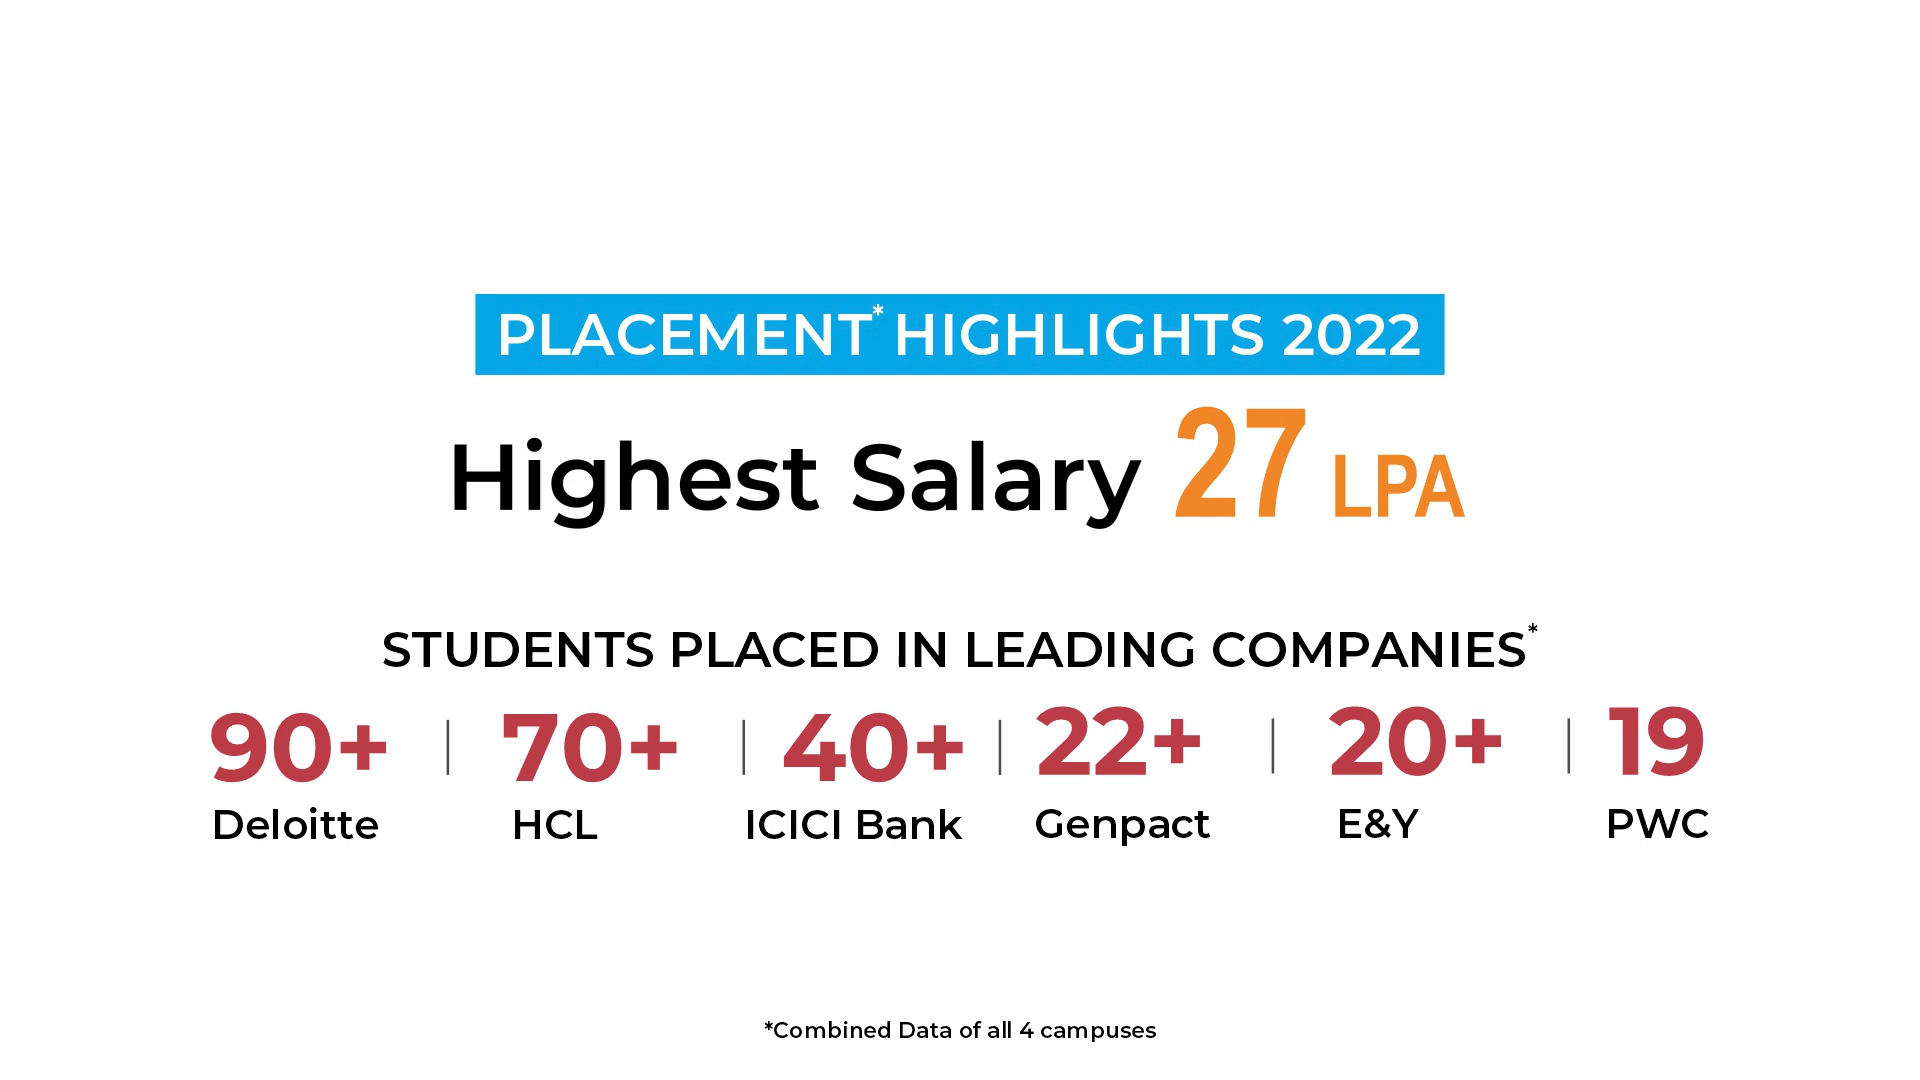 PLACEMENT* HIGHLIGHTS 2022
Highest Salary 27 LPA
STUDENTS PLACED IN LEADING COMPANIES*
90+ | 70+ | 40+ | 22+ | 20+ | 19
Deloitte HCL ICICI Bank Genpact E&Y PWC
*Combined Data of all 4 campuses